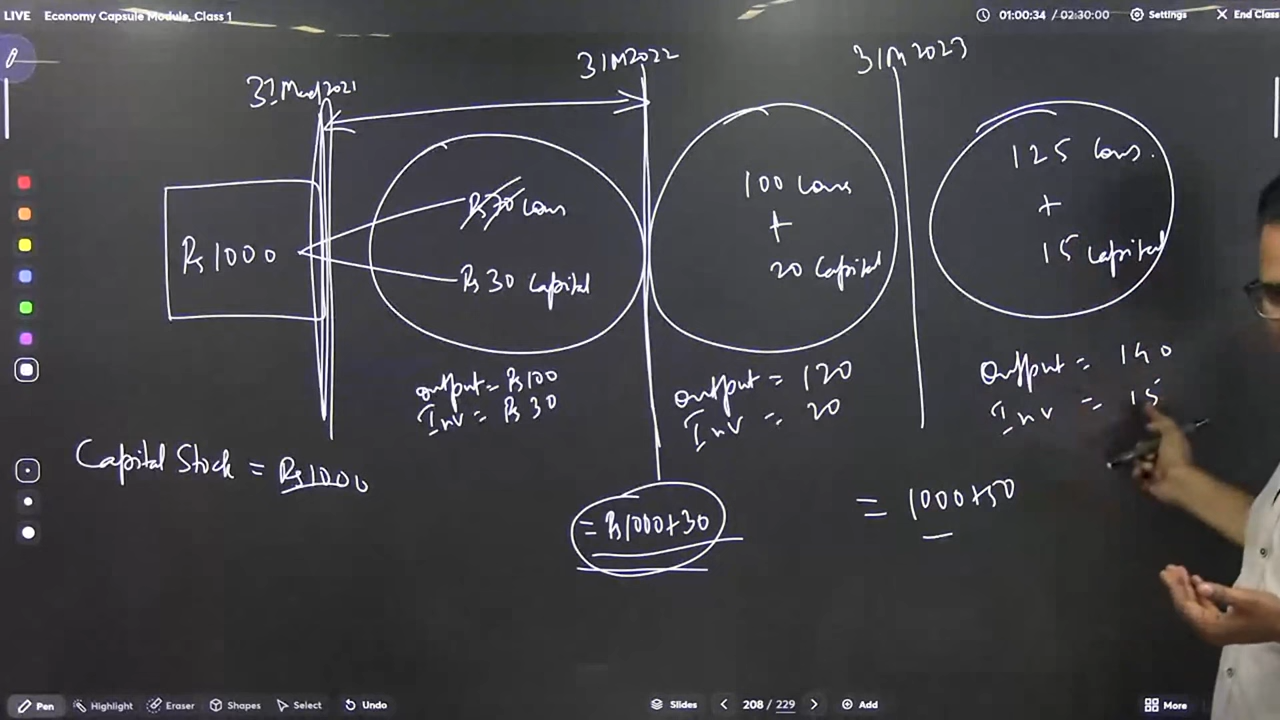 LIVE Economy Capsule Module, Class 1
01:00:34 / 02:30:00 Settings End Class
31 M 2022
31 M 2023
Rs 1000
Rs 70 Cons
Rs 30 Capital
100 Cons
+
20 Capital
125 Cons.
+
15 Capital
output = Rs 100
Inv = Rs 30
output = 120
Inv = 20
output = 140
Inv = 15
Capital Stock = Rs 1000
= Rs 1000+30
= 1000+50
Pen Highlight Eraser Shapes Select Undo Slides 208 / 229 Add More